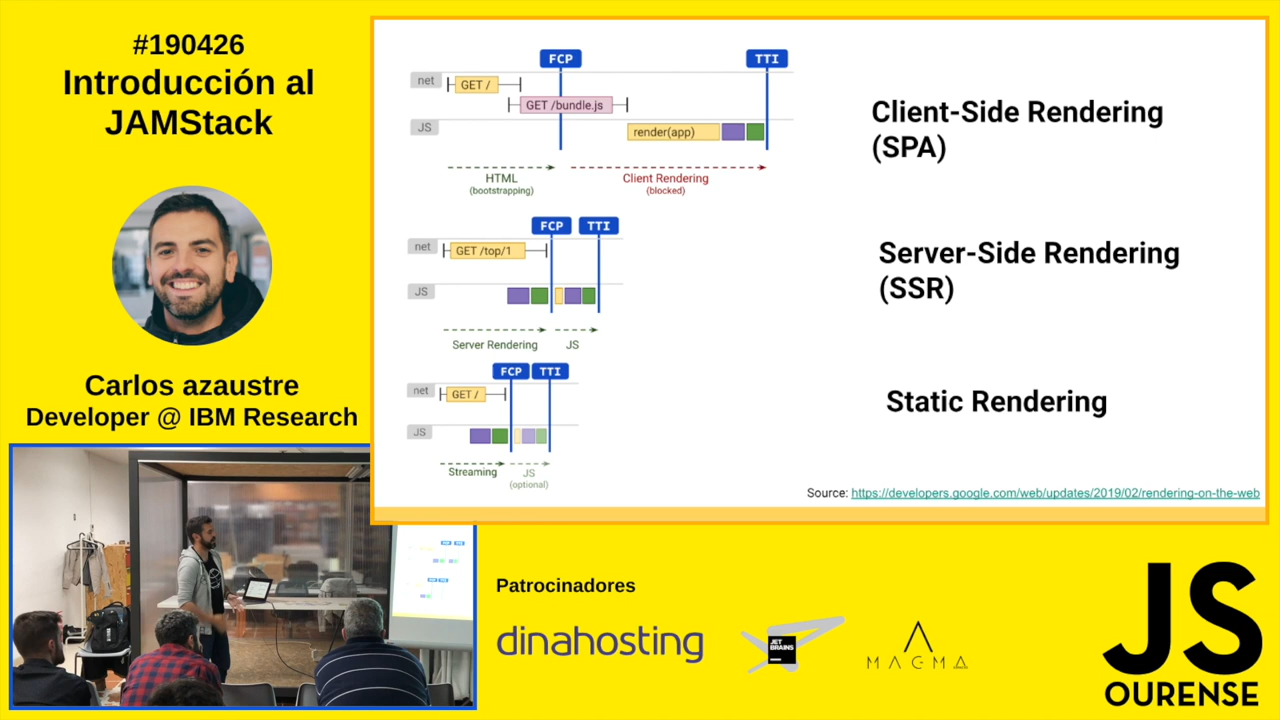 #190426
Introducción al
JAMStack
Carlos azaustre
Developer @ IBM Research
FCP
TTI
net
GET /
GET /bundle.js
JS
render(app)
HTML
(bootstrapping)
Client Rendering
(blocked)
Client-Side Rendering
(SPA)
FCP
TTI
net
GET /top/1
JS
Server Rendering
JS
Server-Side Rendering
(SSR)
FCP
TTI
net
GET /
JS
Streaming
JS
(optional)
Static Rendering
Source: https://developers.google.com/web/updates/2019/02/rendering-on-the-web
Patrocinadores
dinahosting
JET
BRAINS
MAGMA
JS
OURENSE